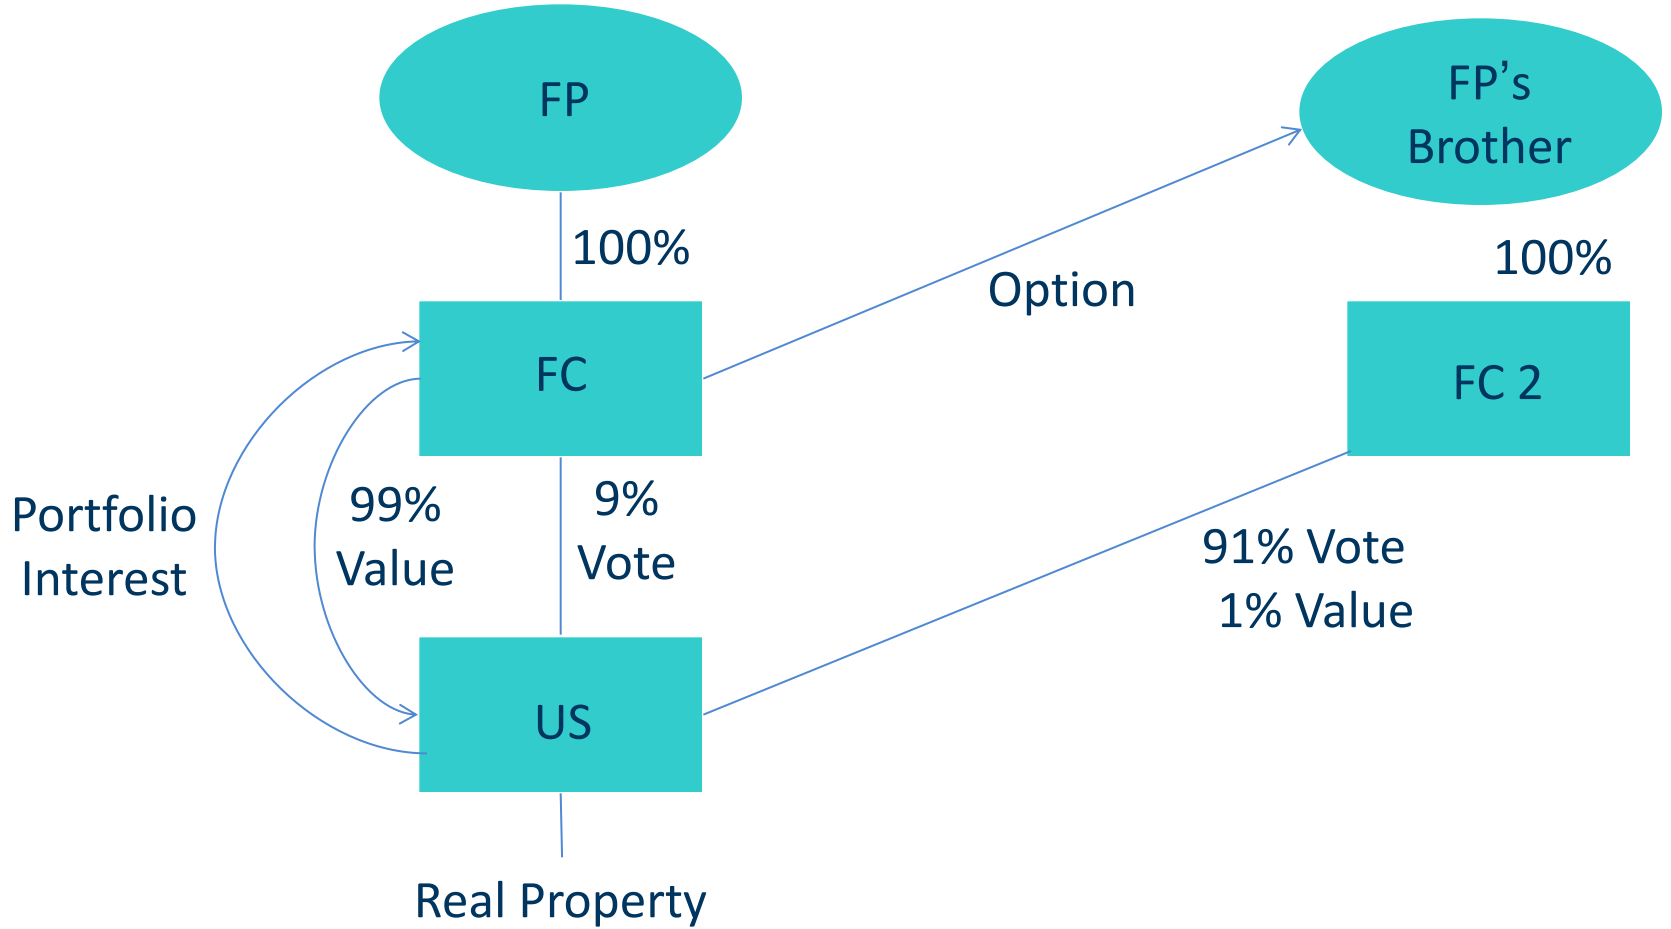 FP
FP’s
Brother
100%
100%
Option
FC
FC 2
Portfolio
Interest
99%
Value
9%
Vote
91% Vote
1% Value
US
Real Property